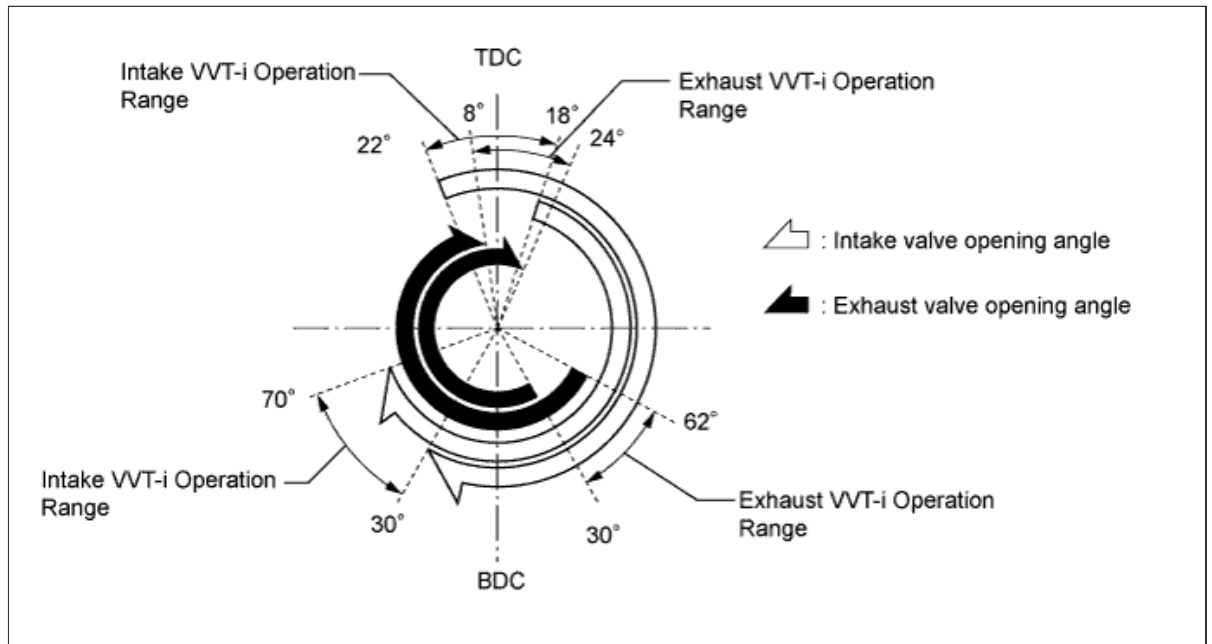 Intake VVT-i Operation
Range
TDC
Exhaust VVT-i Operation
Range
22°
8°
18°
24°
: Intake valve opening angle
: Exhaust valve opening angle
70°
62°
Intake VVT-i Operation
Range
30°
30°
Exhaust VVT-i Operation
Range
BDC